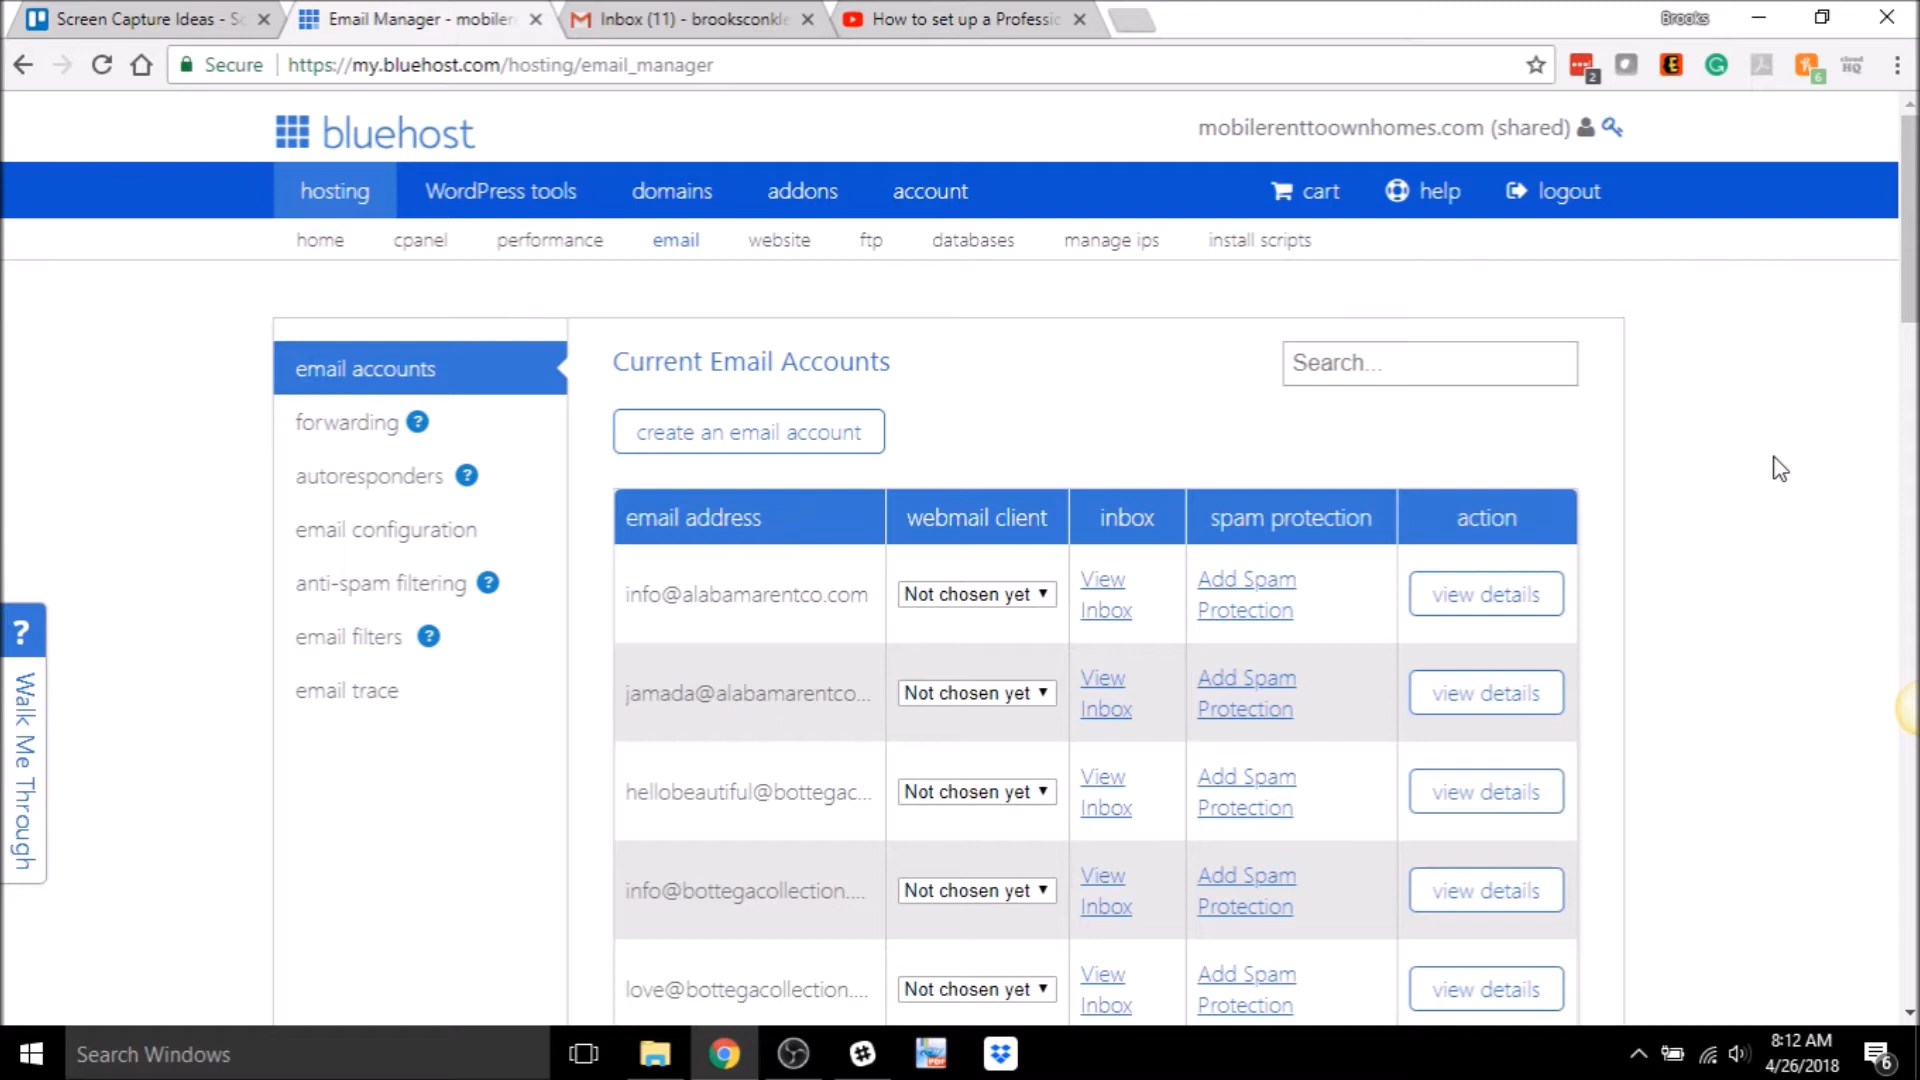 Screen Capture Ideas - Sc
Email Manager - mobilere
Inbox (11) - brooksconkle
How to set up a Professio
Brooks
Secure
https://my.bluehost.com/hosting/email_manager
2
6
cloud
HQ
bluehost
mobilerenttoownhomes.com (shared)
hosting
WordPress tools
domains
addons
account
cart
help
logout
home
cpanel
performance
email
website
ftp
databases
manage ips
install scripts
email accounts
forwarding ?
autoresponders ?
email configuration
anti-spam filtering ?
email filters ?
email trace
? Walk Me Through
Current Email Accounts
Search...
create an email account
email address
webmail client
inbox
spam protection
action
info@alabamarentco.com
Not chosen yet
View
Inbox
Add Spam
Protection
view details
jamada@alabamarentco...
Not chosen yet
View
Inbox
Add Spam
Protection
view details
hellobeautiful@bottegac...
Not chosen yet
View
Inbox
Add Spam
Protection
view details
info@bottegacollection....
Not chosen yet
View
Inbox
Add Spam
Protection
view details
love@bottegacollection....
Not chosen yet
View
Inbox
Add Spam
Protection
view details
Search Windows
8:12 AM
4/26/2018
6